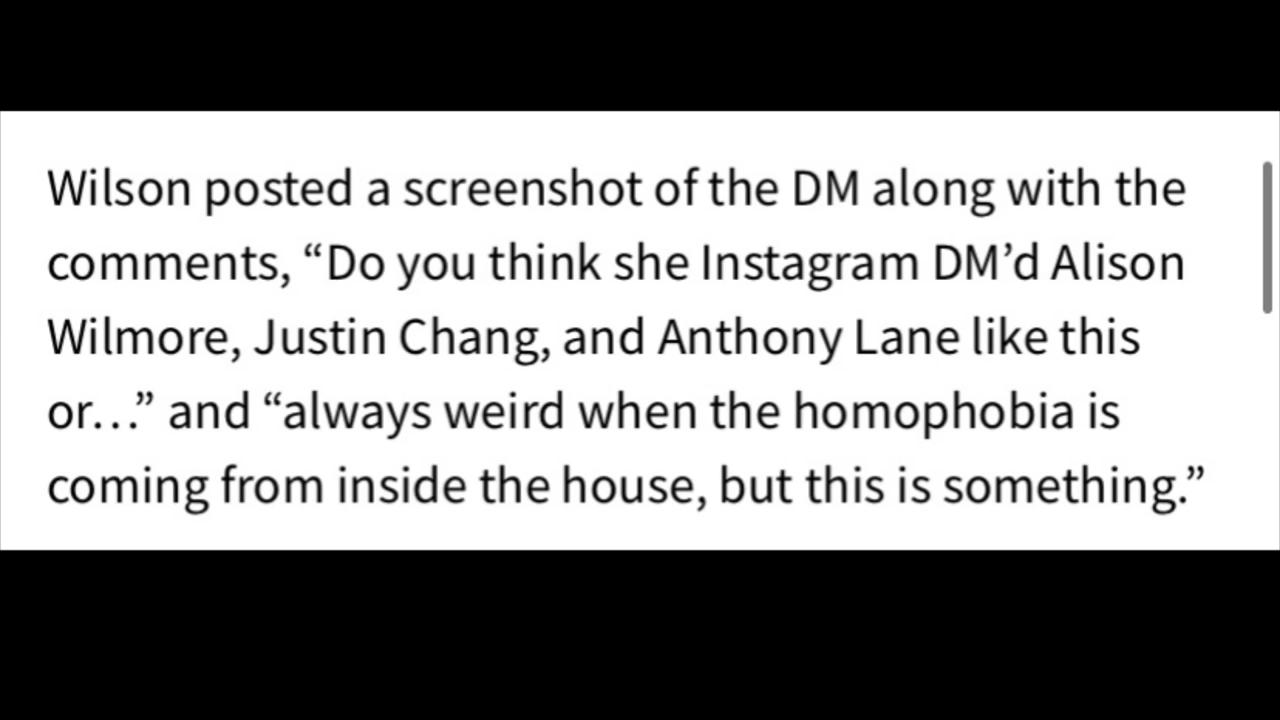 Wilson posted a screenshot of the DM along with the
comments, “Do you think she Instagram DM’d Alison
Wilmore, Justin Chang, and Anthony Lane like this
or…” and “always weird when the homophobia is
coming from inside the house, but this is something.”